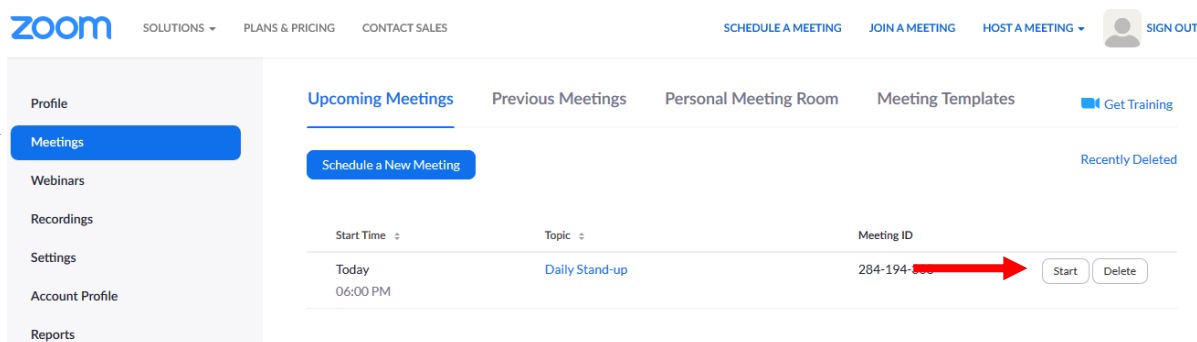 zoom SOLUTIONS PLANS & PRICING CONTACT SALES SCHEDULE A MEETING JOIN A MEETING HOST A MEETING SIGN OUT
Profile
Meetings
Webinars
Recordings
Settings
Account Profile
Reports
Upcoming Meetings Previous Meetings Personal Meeting Room Meeting Templates Get Training
Schedule a New Meeting Recently Deleted
Start Time Topic Meeting ID
Today Daily Stand-up 284-194- Start Delete
06:00 PM